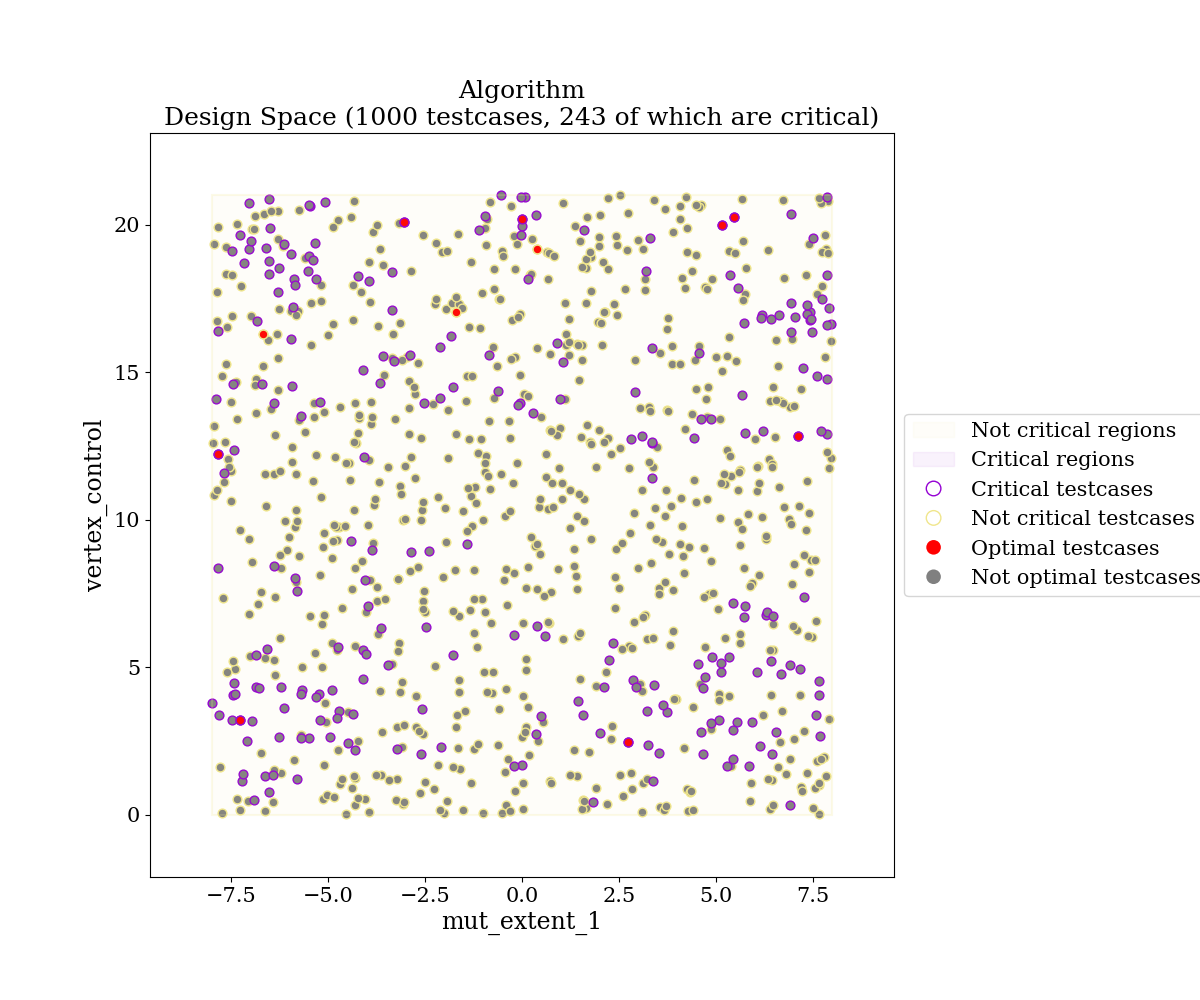 Algorithm
Design Space (1000 testcases, 243 of which are critical)
vertex_control
20
15
10
5
0
−7.5 −5.0 −2.5 0.0 2.5 5.0 7.5
mut_extent_1
Not critical regions
Critical regions
Critical testcases
Not critical testcases
Optimal testcases
Not optimal testcases